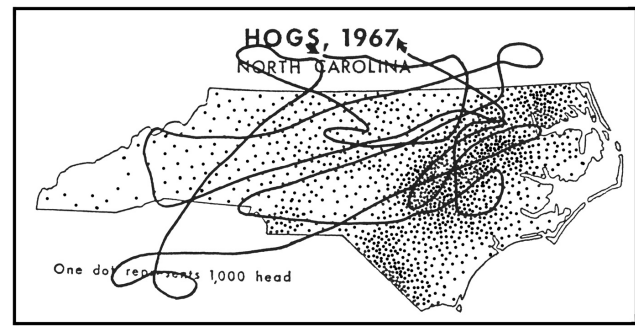 HOGS, 1967
NORTH CAROLINA
One dot represents 1,000 head